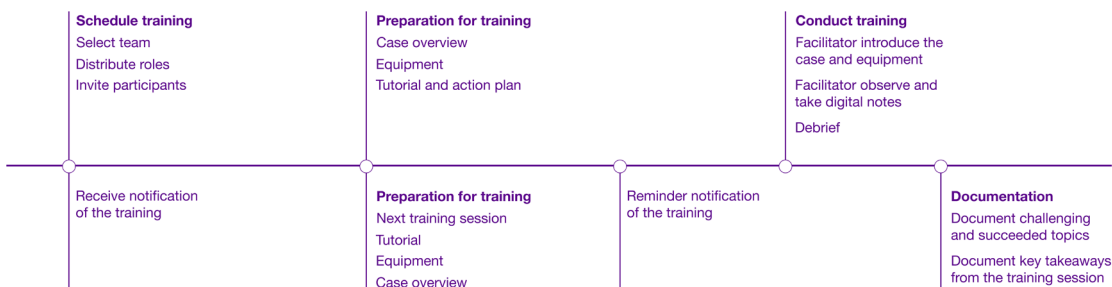 Schedule training
Select team
Distribute roles
Invite participants
Preparation for training
Case overview
Equipment
Tutorial and action plan
Conduct training
Facilitator introduce the
case and equipment
Facilitator observe and
take digital notes
Debrief
Receive notification
of the training
Preparation for training
Next training session
Tutorial
Equipment
Case overview
Reminder notification
of the training
Documentation
Document challenging
and succeeded topics
Document key takeaways
from the training session